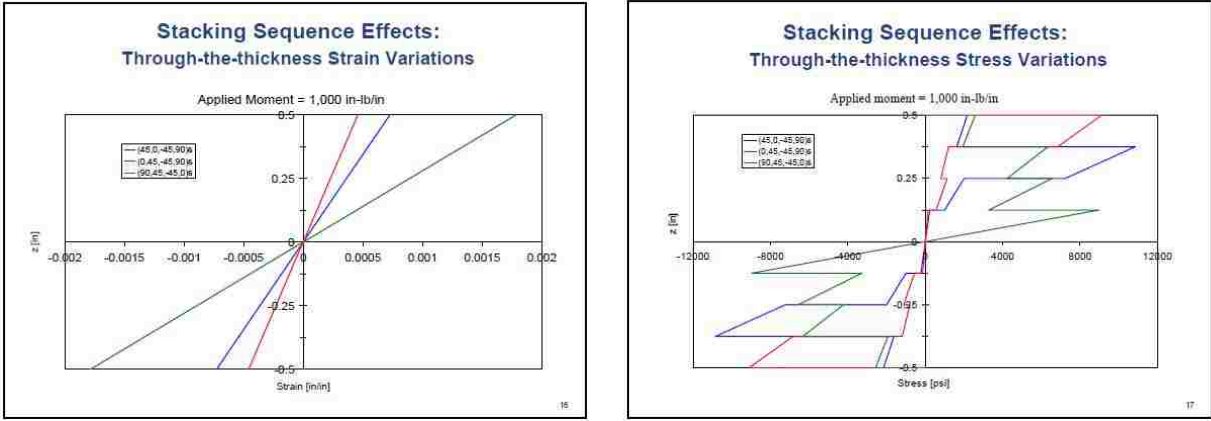 Stacking Sequence Effects:
Through-the-thickness Strain Variations
Applied Moment = 1,000 in-lb/in
0.5
(45,0,-45,90)s
(0,45,-45,90)s
(90,45,-45,0)s
0.25
z [in]
0
-0.002 -0.0015 -0.001 -0.0005 0 0.0005 0.001 0.0015 0.002
-0.25
-0.5
Strain [in/in]
16
Stacking Sequence Effects:
Through-the-thickness Stress Variations
Applied moment = 1,000 in-lb/in
0.5
(45,0,-45,90)s
(0,45,-45,90)s
(90,45,-45,0)s
0.25
z [in]
0
-12000 -8000 -4000 0 4000 8000 12000
-0.25
-0.5
Stress [psi]
17